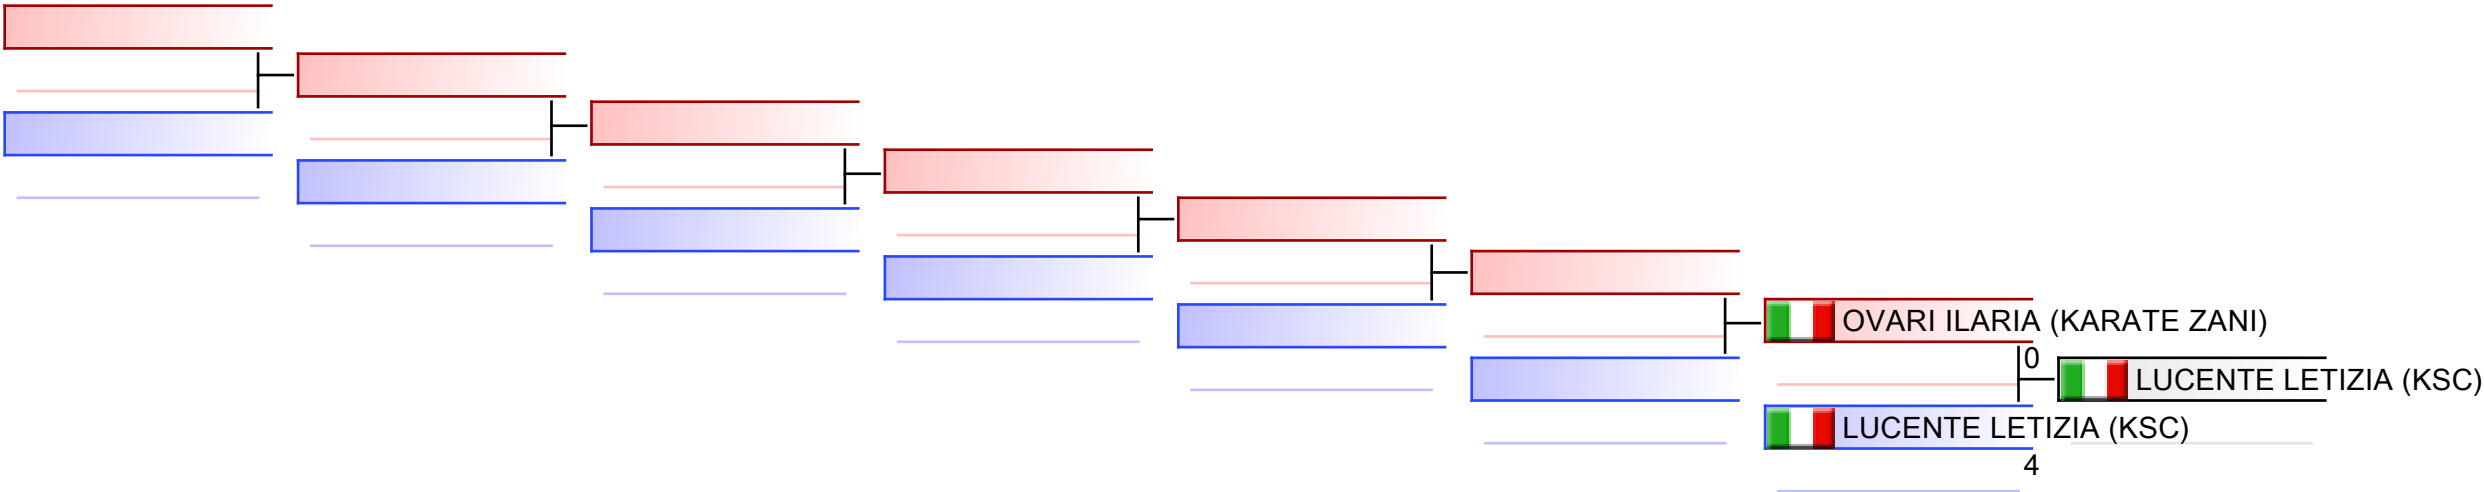 OVARI ILARIA (KARATE ZANI)
0
LUCENTE LETIZIA (KSC)
LUCENTE LETIZIA (KSC)
4